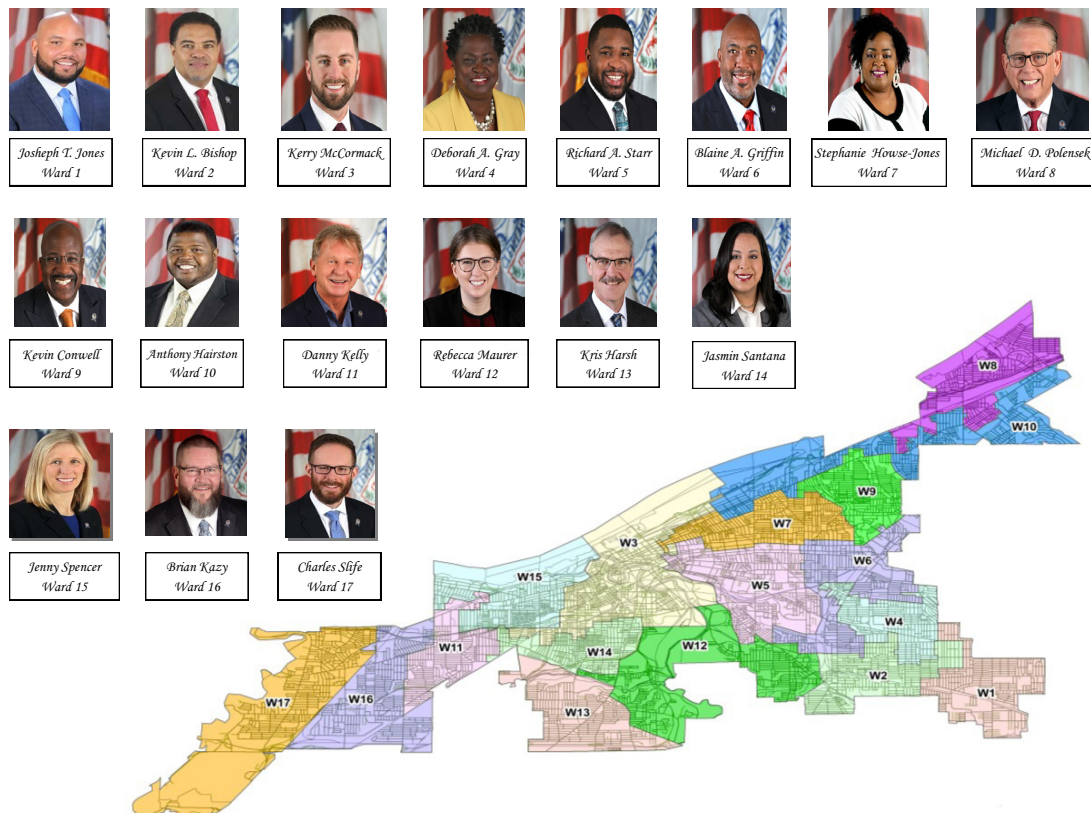 Josheph T. Jones
Ward 1
Kevin L. Bishop
Ward 2
Kerry McCormack
Ward 3
Deborah A. Gray
Ward 4
Richard A. Starr
Ward 5
Blaine A. Griffin
Ward 6
Stephanie Howse-Jones
Ward 7
Michael D. Polensek
Ward 8
Kevin Conwell
Ward 9
Anthony Hairston
Ward 10
Danny Kelly
Ward 11
Rebecca Maurer
Ward 12
Kris Harsh
Ward 13
Jasmin Santana
Ward 14
Jenny Spencer
Ward 15
Brian Kazy
Ward 16
Charles Slife
Ward 17
W8
W10
W9
W7
W3
W6
W15
W5
W4
W11
W14
W12
W2
W1
W17
W16
W13